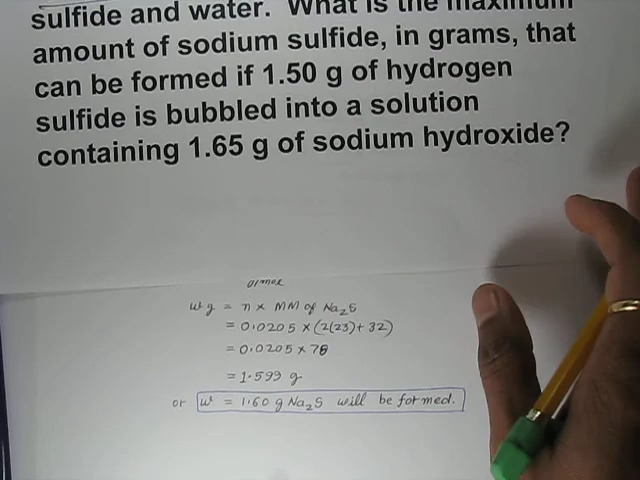 sulfide and water. What is the maximum
amount of sodium sulfide, in grams, that
can be formed if 1.50 g of hydrogen
sulfide is bubbled into a solution
containing 1.65 g of sodium hydroxide?
w g = n × MM of Na₂S
= 0.0205 × (2(23) + 32)
= 0.0205 × 78
= 1.599 g
or w = 1.60 g Na₂S will be formed.